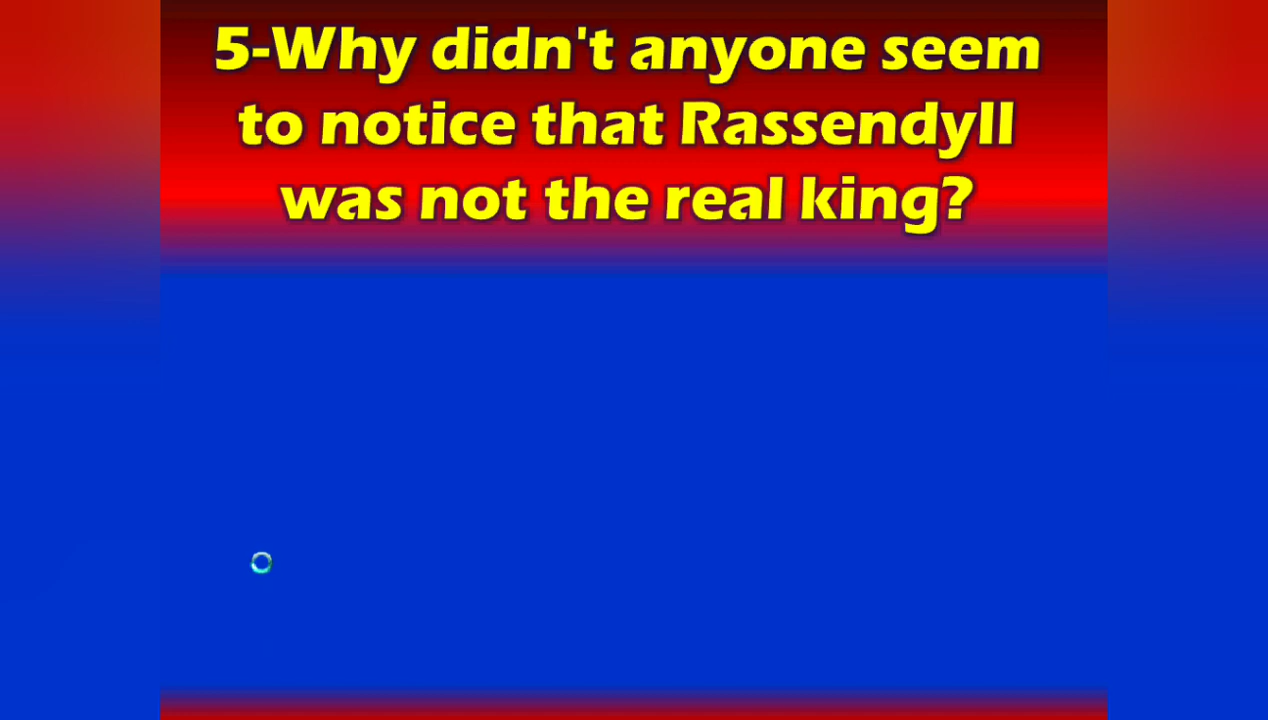 5-Why didn't anyone seem
to notice that Rassendyll
was not the real king?